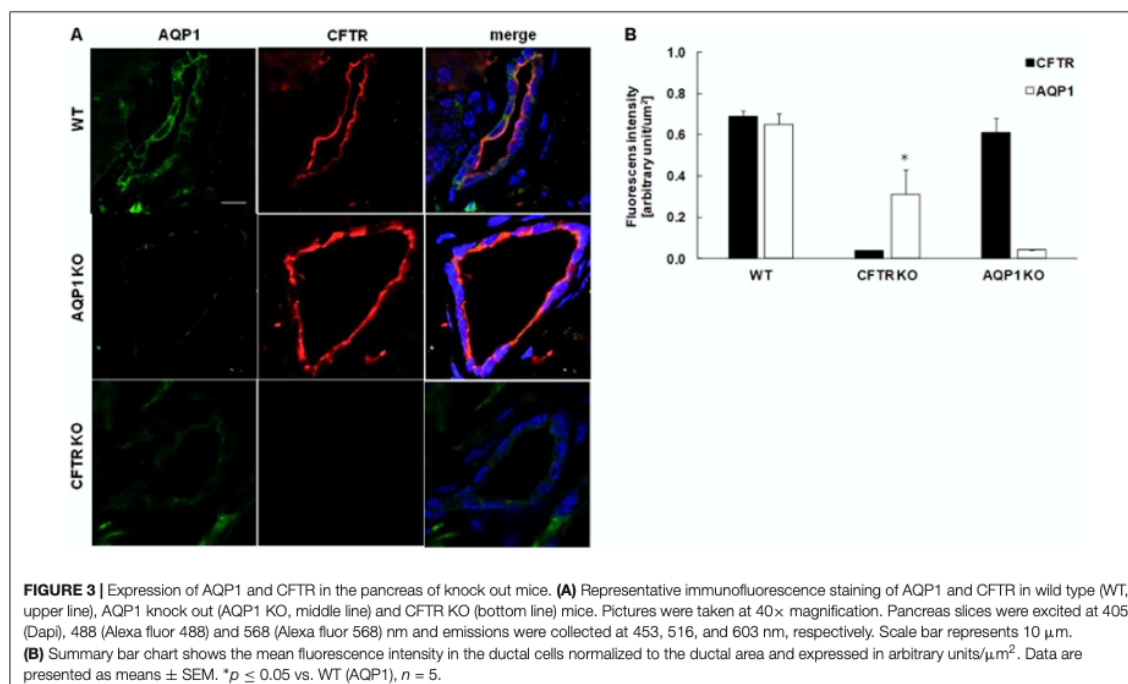 A
AQP1 CFTR merge
WT
AQP1 KO
CFTR KO
B
1.0
0.8
0.6
0.4
0.2
0.0
Fluorescens intensity
[arbitrary unit/um²]
CFTR
AQP1
*
WT CFTR KO AQP1 KO
FIGURE 3 | Expression of AQP1 and CFTR in the pancreas of knock out mice. (A) Representative immunofluorescence staining of AQP1 and CFTR in wild type (WT,
upper line), AQP1 knock out (AQP1 KO, middle line) and CFTR KO (bottom line) mice. Pictures were taken at 40× magnification. Pancreas slices were excited at 405
(Dapi), 488 (Alexa fluor 488) and 568 (Alexa fluor 568) nm and emissions were collected at 453, 516, and 603 nm, respectively. Scale bar represents 10 μm.
(B) Summary bar chart shows the mean fluorescence intensity in the ductal cells normalized to the ductal area and expressed in arbitrary units/μm². Data are
presented as means ± SEM. *p ≤ 0.05 vs. WT (AQP1), n = 5.